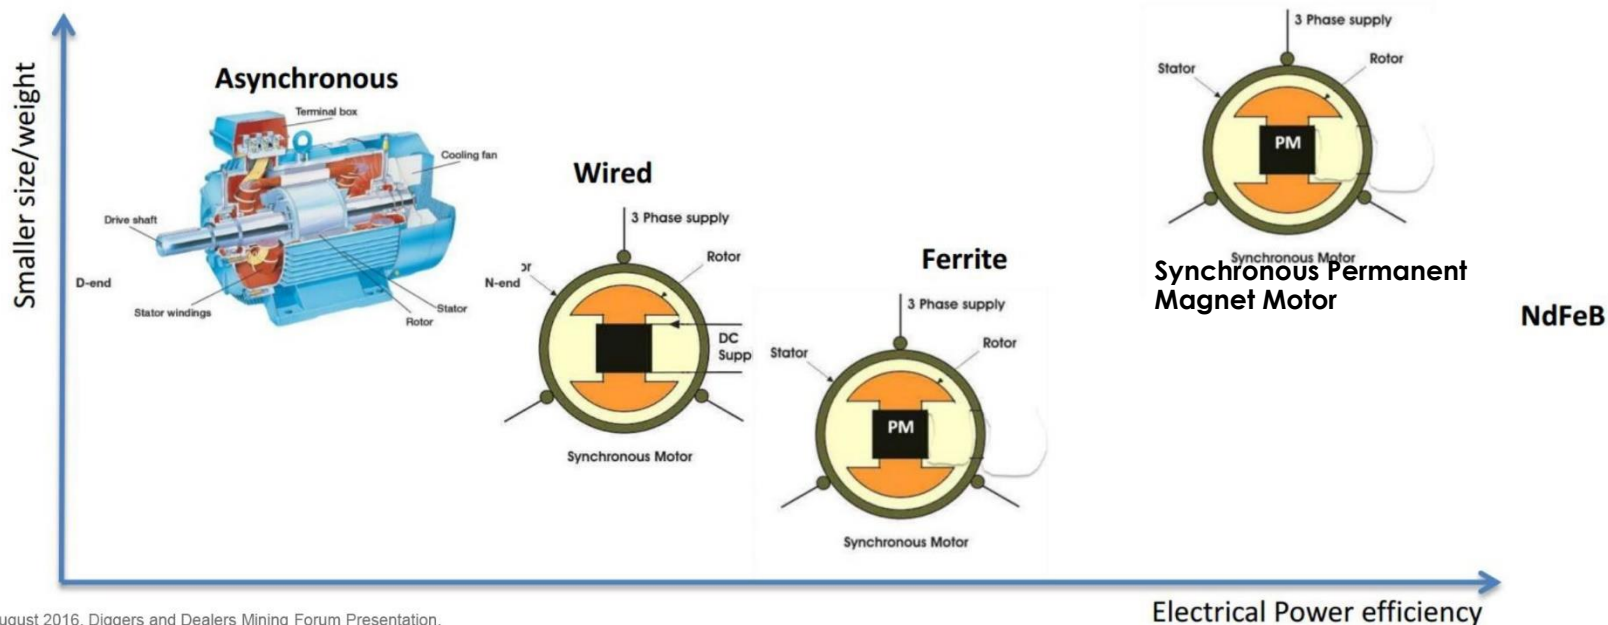 Smaller size/weight
Asynchronous
Terminal box
Cooling fan
Drive shaft
D-end
N-end
Stator windings
Stator
Rotor
Wired
3 Phase supply
or
Rotor
DC
Supp
Synchronous Motor
Ferrite
3 Phase supply
Stator
Rotor
PM
Synchronous Motor
3 Phase supply
Stator
Rotor
PM
Synchronous Motor
Synchronous Permanent
Magnet Motor
NdFeB
Electrical Power efficiency
ugust 2016, Diggers and Dealers Mining Forum Presentation.